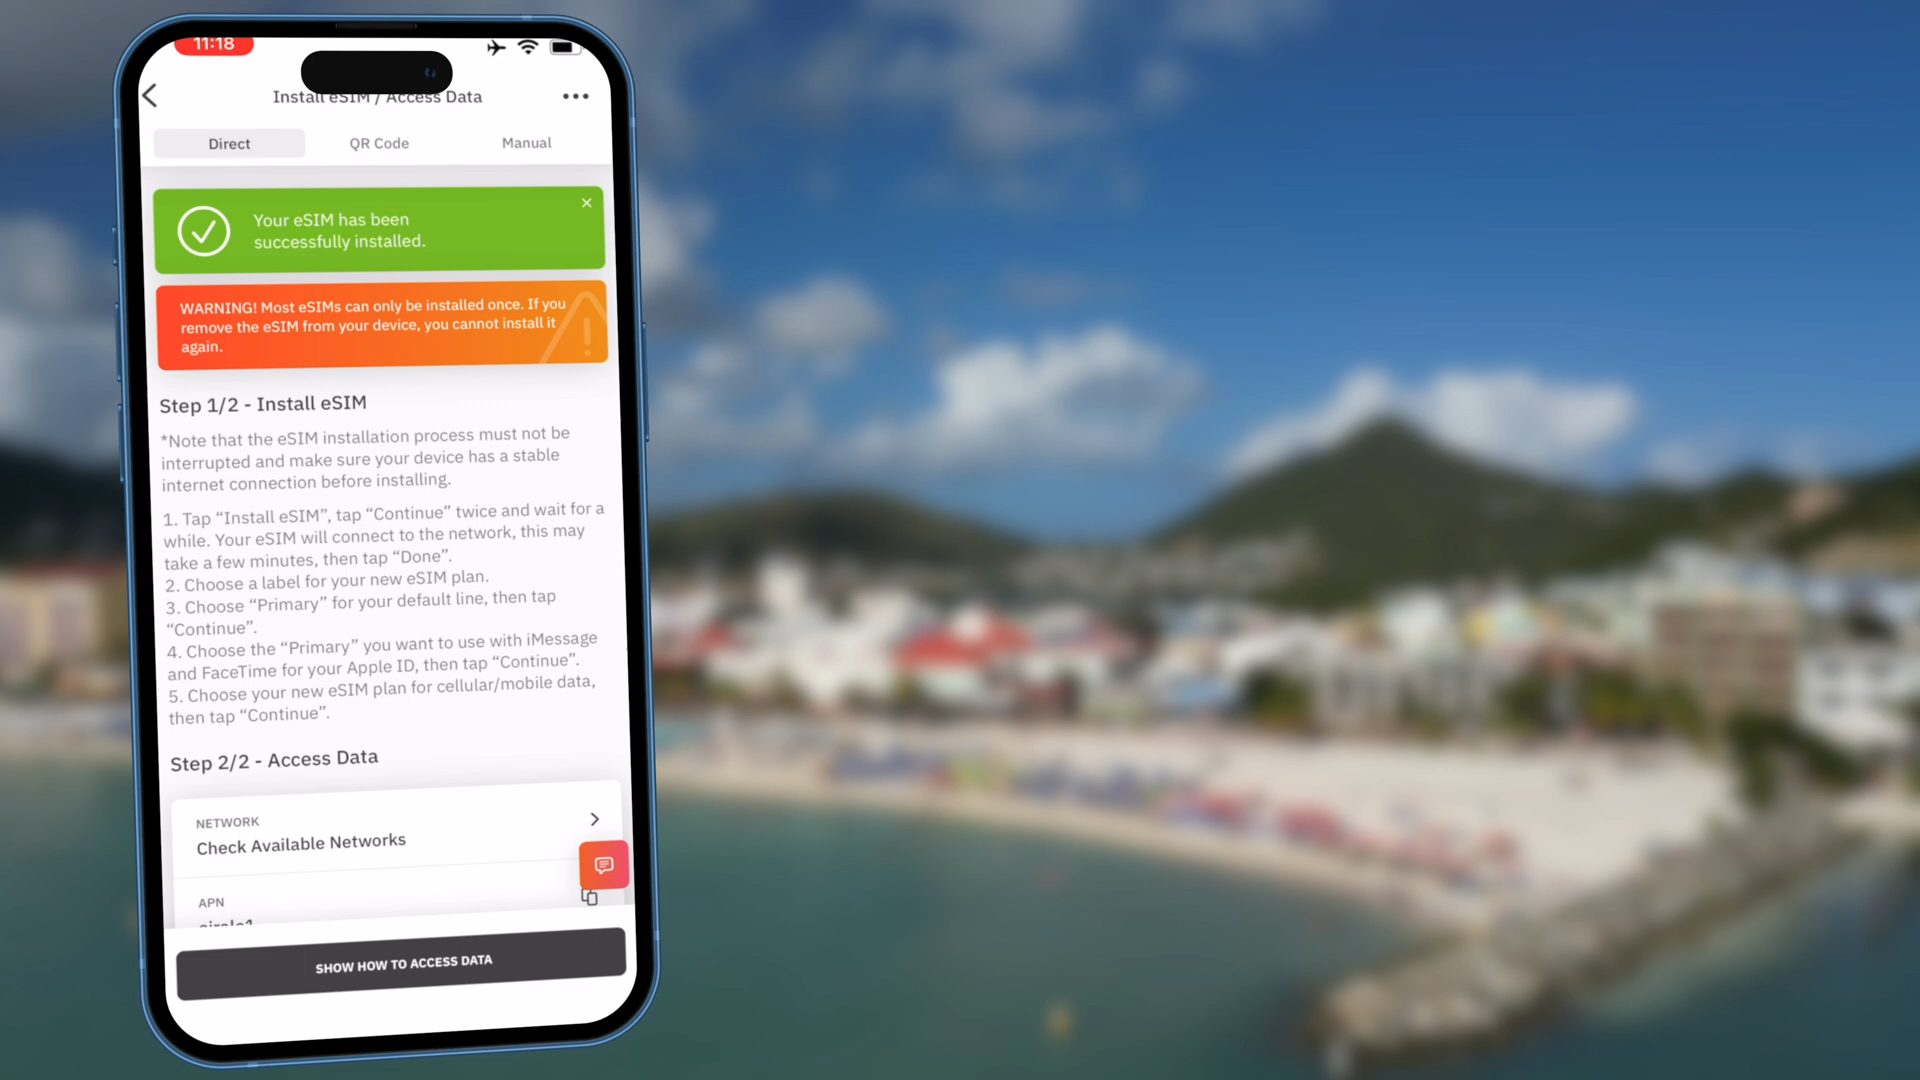 11:18
Install eSIM / Access Data
Direct
QR Code
Manual
Your eSIM has been
successfully installed.
WARNING! Most eSIMs can only be installed once. If you
remove the eSIM from your device, you cannot install it
again.
Step 1/2 - Install eSIM
*Note that the eSIM installation process must not be
interrupted and make sure your device has a stable
internet connection before installing.
1. Tap “Install eSIM”, tap “Continue” twice and wait for a
while. Your eSIM will connect to the network, this may
take a few minutes, then tap “Done”.
2. Choose a label for your new eSIM plan.
3. Choose “Primary” for your default line, then tap
“Continue”.
4. Choose the “Primary” you want to use with iMessage
and FaceTime for your Apple ID, then tap “Continue”.
5. Choose your new eSIM plan for cellular/mobile data,
then tap “Continue”.
Step 2/2 - Access Data
NETWORK
Check Available Networks
APN
SHOW HOW TO ACCESS DATA